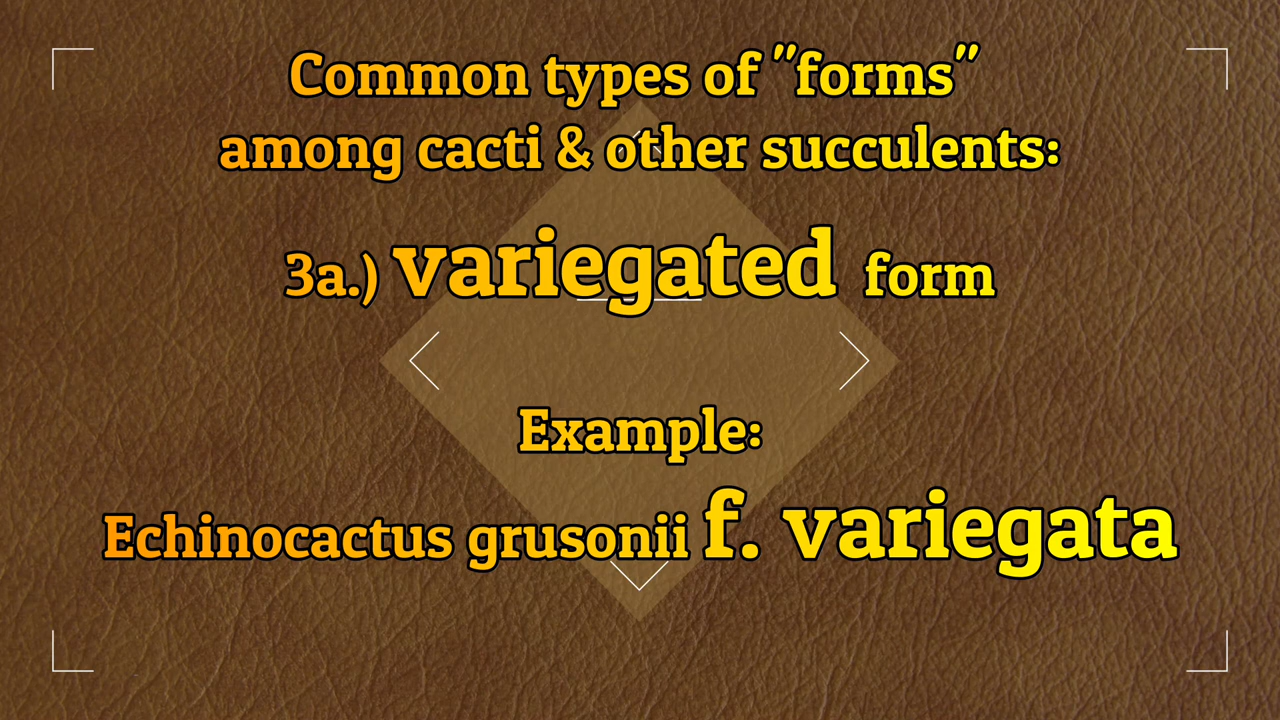 Common types of "forms"
among cacti & other succulents:
3a.) variegated form
Example:
Echinocactus grusonii f. variegata